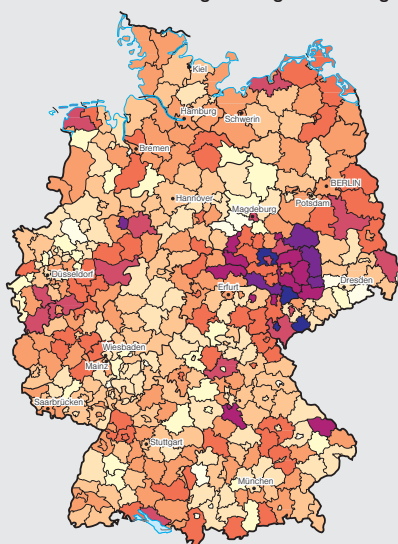 Kiel
Hamburg
Schwerin
Bremen
BERLIN
Hannover
Magdeburg
Potsdam
Düsseldorf
Erfurt
Dresden
Wiesbaden
Mainz
Saarbrücken
Stuttgart
München